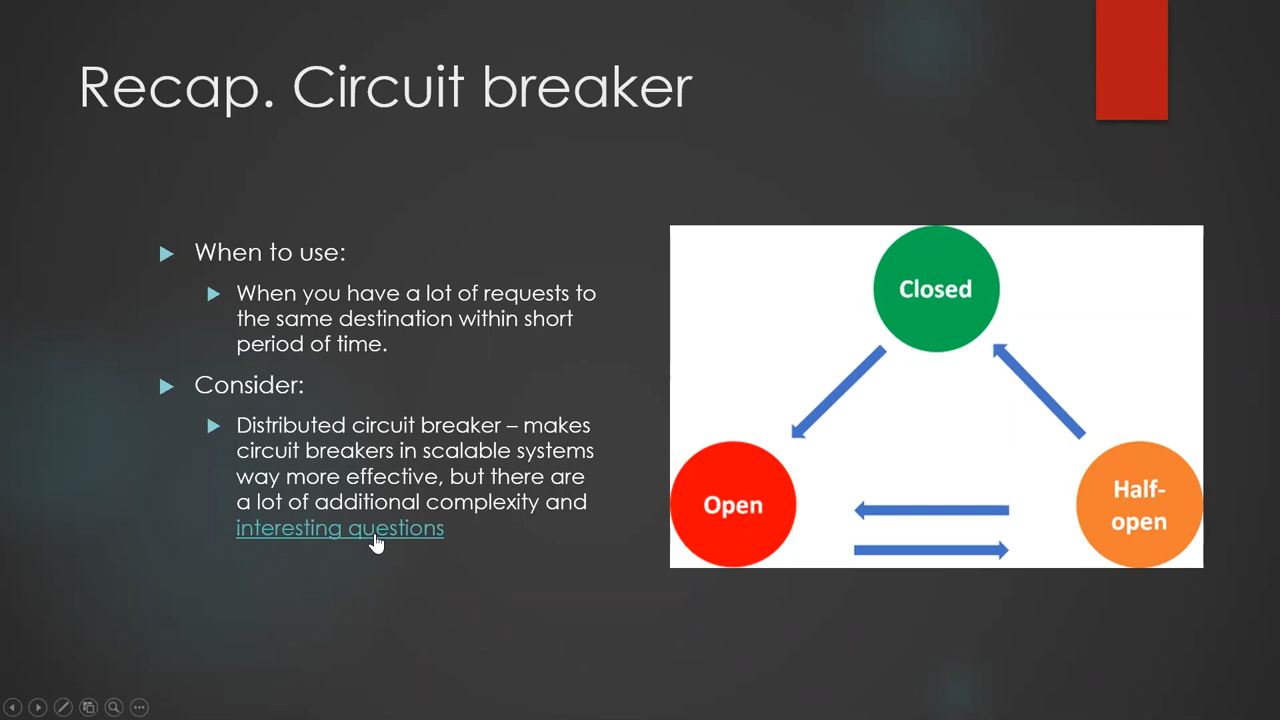 Recap. Circuit breaker
When to use:
When you have a lot of requests to
the same destination within short
period of time.
Consider:
Distributed circuit breaker – makes
circuit breakers in scalable systems
way more effective, but there are
a lot of additional complexity and
interesting questions
Closed
Open
Half-
open